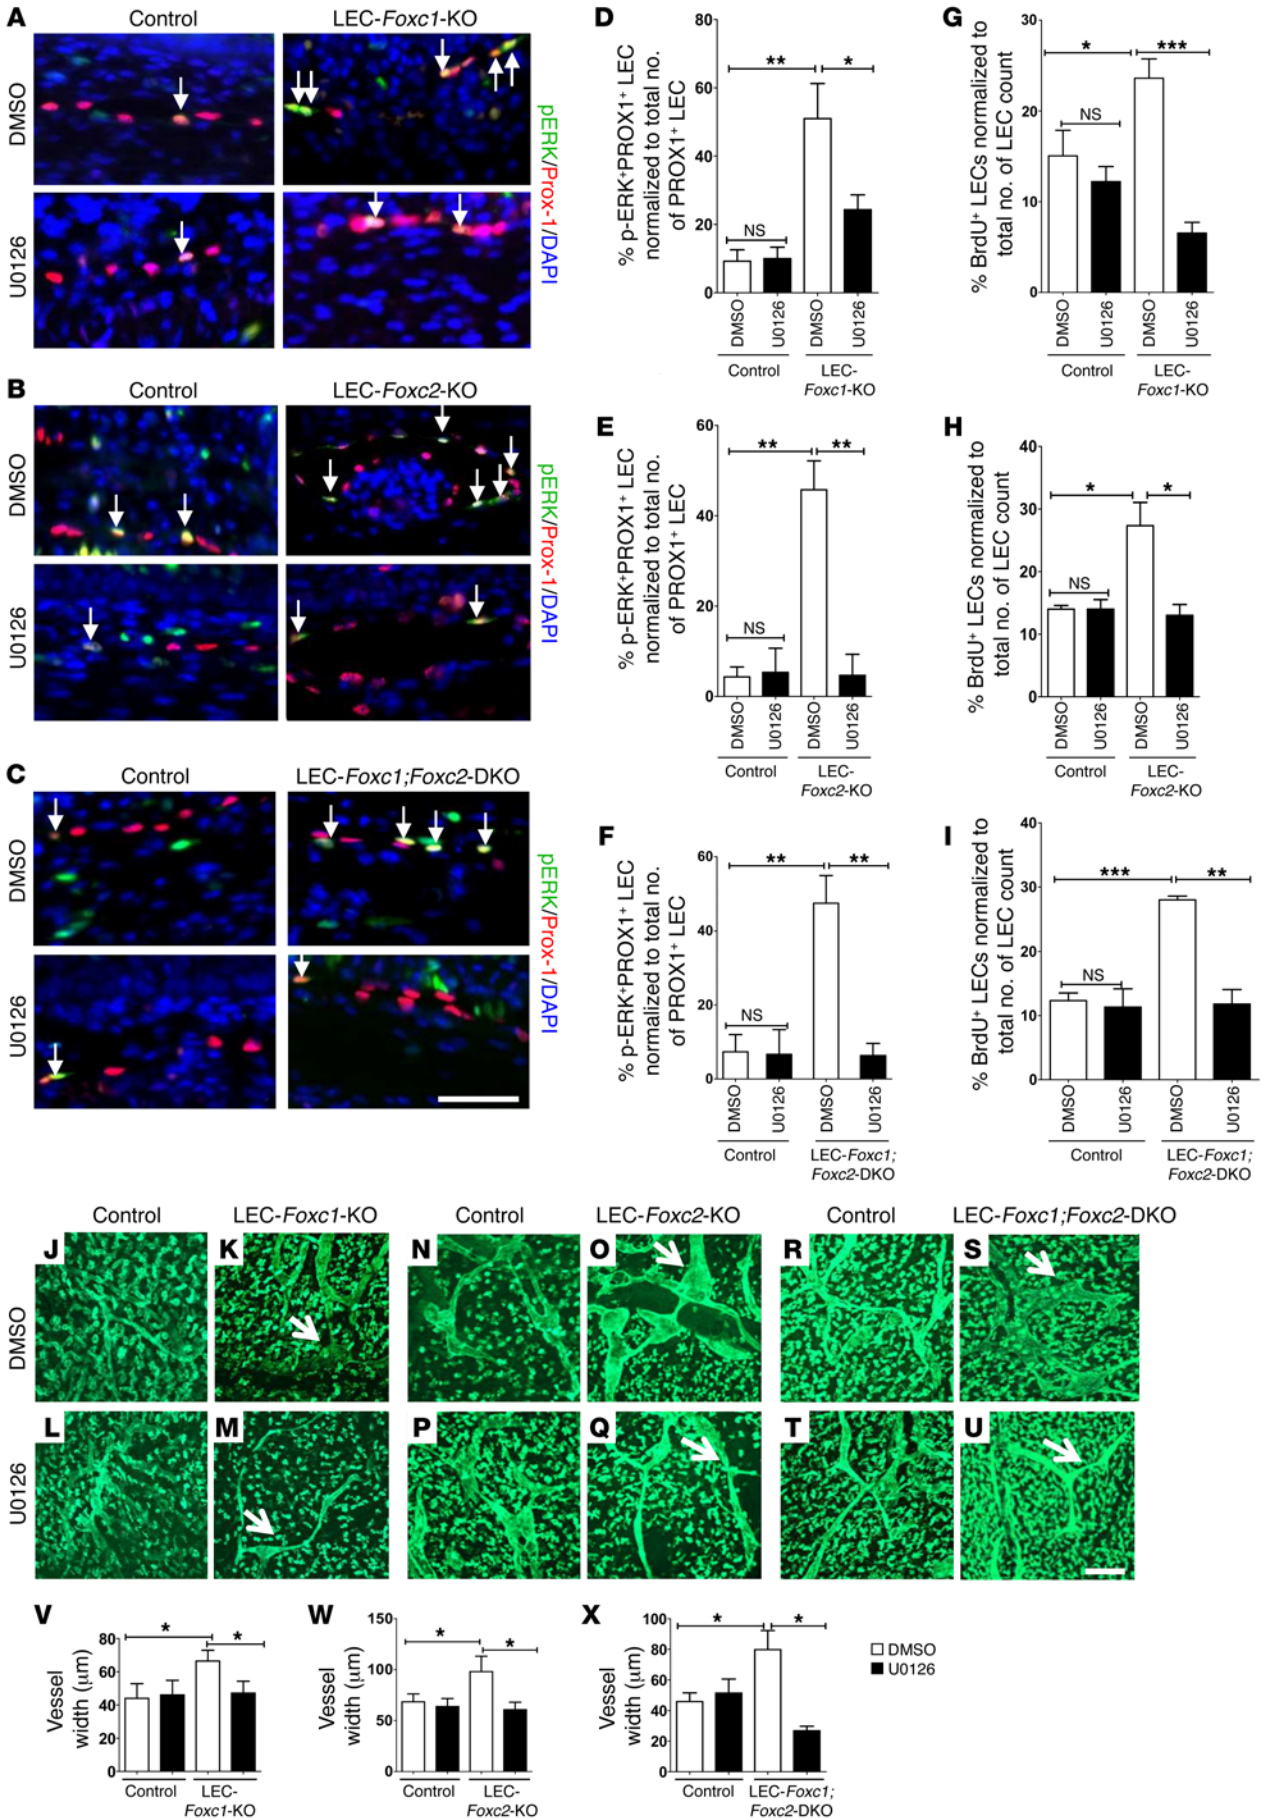 A
Control
LEC-Foxc1-KO
DMSO
U0126
pERK/Prox-1/DAPI
B
Control
LEC-Foxc2-KO
DMSO
U0126
pERK/Prox-1/DAPI
C
Control
LEC-Foxc1;Foxc2-DKO
DMSO
U0126
pERK/Prox-1/DAPI
D
% p-ERK⁺PROX1⁺ LEC
normalized to total no.
of PROX1⁺ LEC
80
60
40
20
0
** *
NS
DMSO U0126 DMSO U0126
Control LEC-
Foxc1-KO
G
% BrdU⁺ LECs normalized to
total no. of LEC count
30
20
10
0
* ***
NS
DMSO U0126 DMSO U0126
Control LEC-
Foxc1-KO
E
% p-ERK⁺PROX1⁺ LEC
normalized to total no.
of PROX1⁺ LEC
60
40
20
0
** **
NS
DMSO U0126 DMSO U0126
Control LEC-
Foxc2-KO
H
% BrdU⁺ LECs normalized to
total no. of LEC count
40
30
20
10
0
* *
NS
DMSO U0126 DMSO U0126
Control LEC-
Foxc2-KO
F
% p-ERK⁺PROX1⁺ LEC
normalized to total no.
of PROX1⁺ LEC
60
40
20
0
** **
NS
DMSO U0126 DMSO U0126
Control LEC-Foxc1;
Foxc2-DKO
I
% BrdU⁺ LECs normalized to
total no. of LEC count
40
30
20
10
0
*** **
NS
DMSO U0126 DMSO U0126
Control LEC-Foxc1;
Foxc2-DKO
Control LEC-Foxc1-KO Control LEC-Foxc2-KO Control LEC-Foxc1;Foxc2-DKO
DMSO
J K N O R S
U0126
L M P Q T U
V
Vessel
width (μm)
80
60
40
20
0
* *
Control LEC-
Foxc1-KO
W
Vessel
width (μm)
150
100
50
0
* *
Control LEC-
Foxc2-KO
X
Vessel
width (μm)
100
80
60
40
20
0
* *
Control LEC-Foxc1;
Foxc2-DKO
DMSO
U0126